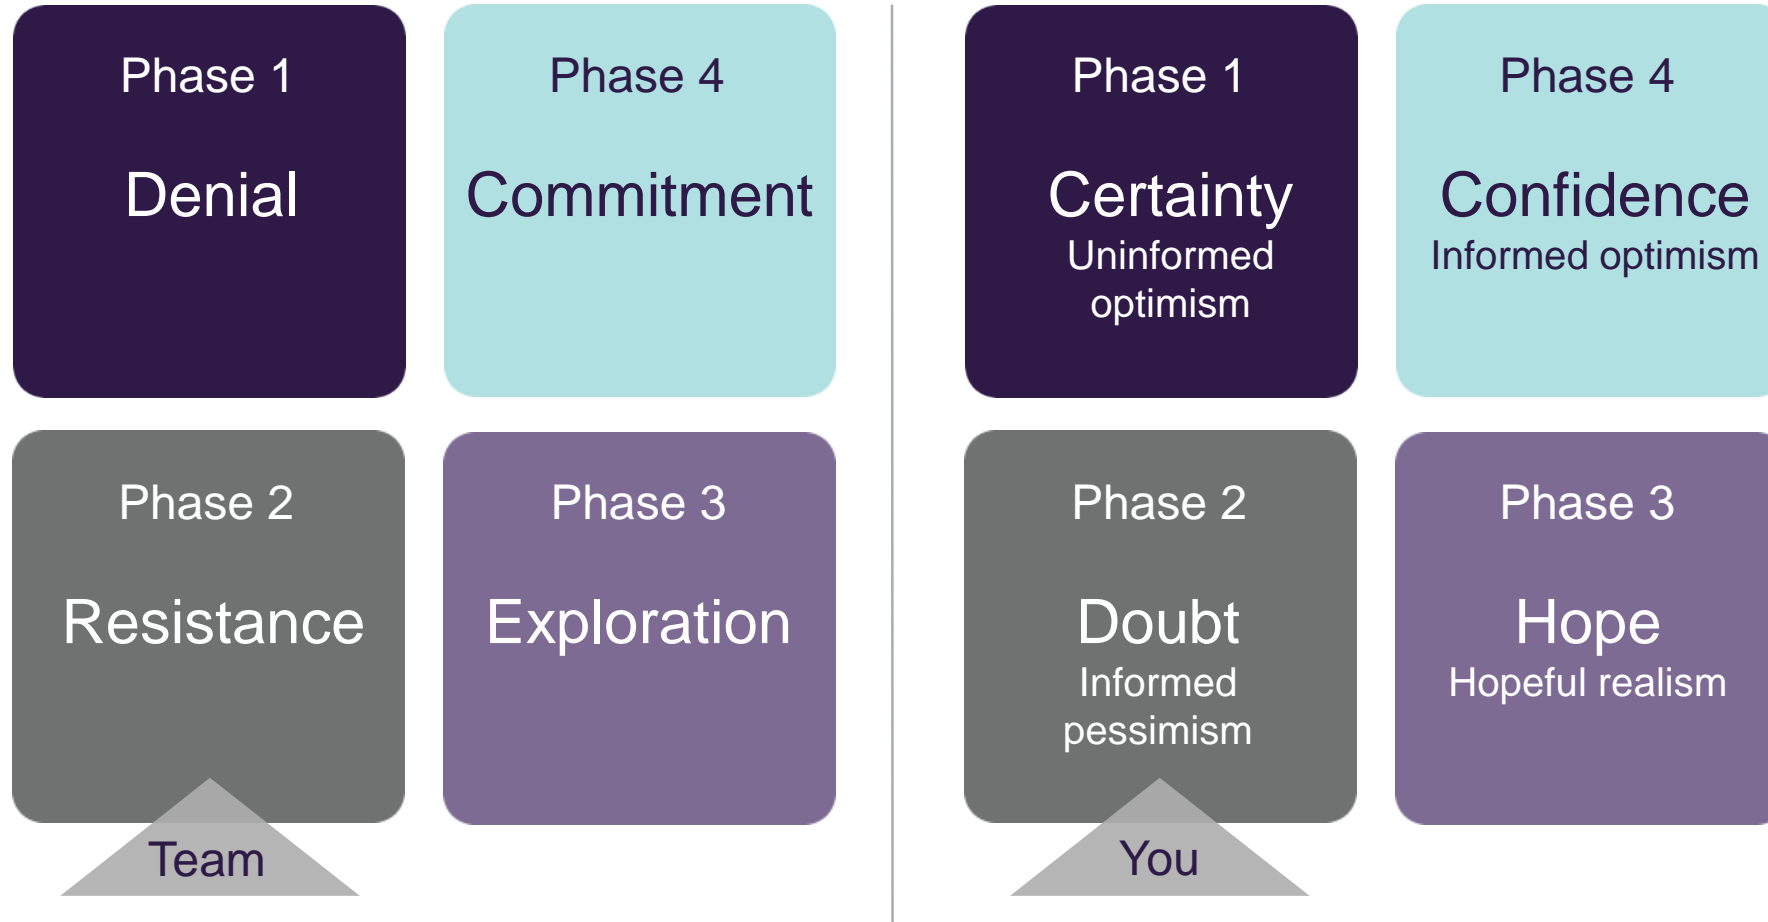 Phase 1
Denial
Phase 4
Commitment
Phase 2
Resistance
Phase 3
Exploration
Team
Phase 1
Certainty
Uninformed
optimism
Phase 4
Confidence
Informed optimism
Phase 2
Doubt
Informed
pessimism
Phase 3
Hope
Hopeful realism
You